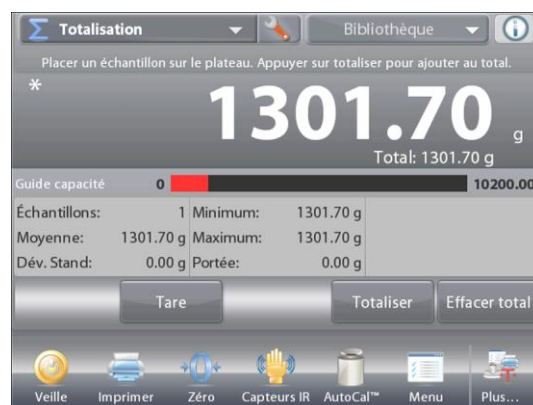 Σ Totalisation Bibliothèque
Placer un échantillon sur le plateau. Appuyer sur totaliser pour ajouter au total.
* 1301.70 g
Total: 1301.70 g
Guide capacité 0 10200.00
Échantillons: 1 Minimum: 1301.70 g
Moyenne: 1301.70 g Maximum: 1301.70 g
Dév. Stand: 0.00 g Portée: 0.00 g
Tare Totaliser Effacer total
Veille Imprimer Zéro Capteurs IR AutoCal™ Menu Plus...